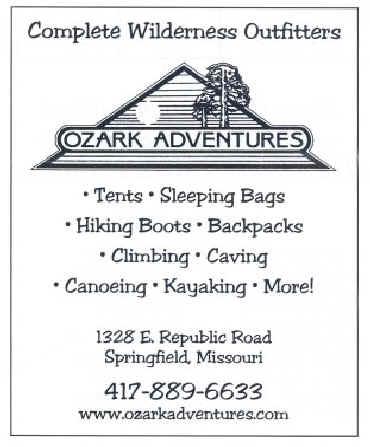 Complete Wilderness Outfitters
OZARK ADVENTURES
• Tents • Sleeping Bags
• Hiking Boots • Backpacks
• Climbing • Caving
• Canoeing • Kayaking • More!
1328 E. Republic Road
Springfield, Missouri
417-889-6633
www.ozarkadventures.com